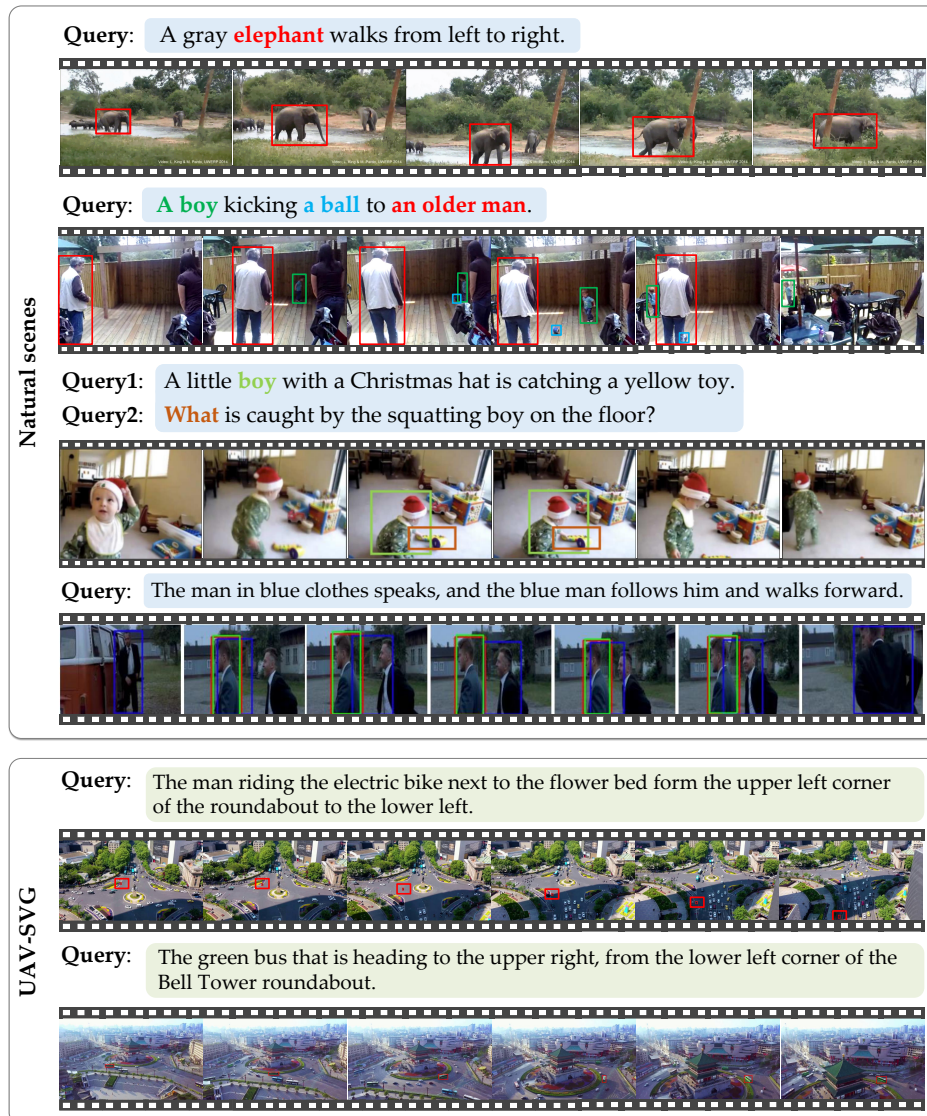 Query: A gray elephant walks from left to right.
Query: A boy kicking a ball to an older man.
Natural scenes
Query1: A little boy with a Christmas hat is catching a yellow toy.
Query2: What is caught by the squatting boy on the floor?
Query: The man in blue clothes speaks, and the blue man follows him and walks forward.
Query: The man riding the electric bike next to the flower bed form the upper left corner
of the roundabout to the lower left.
UAV-SVG
Query: The green bus that is heading to the upper right, from the lower left corner of the
Bell Tower roundabout.